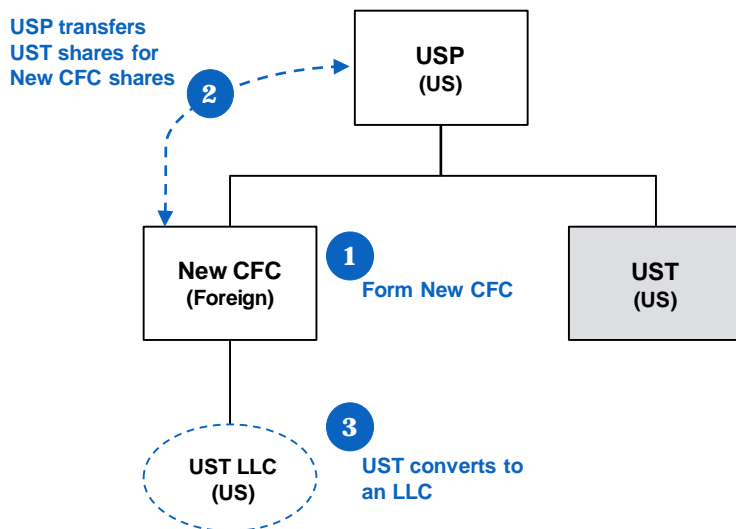 USP transfers
UST shares for
New CFC shares
2
USP
(US)
New CFC
(Foreign)
1
Form New CFC
UST
(US)
3
UST converts to
an LLC
UST LLC
(US)